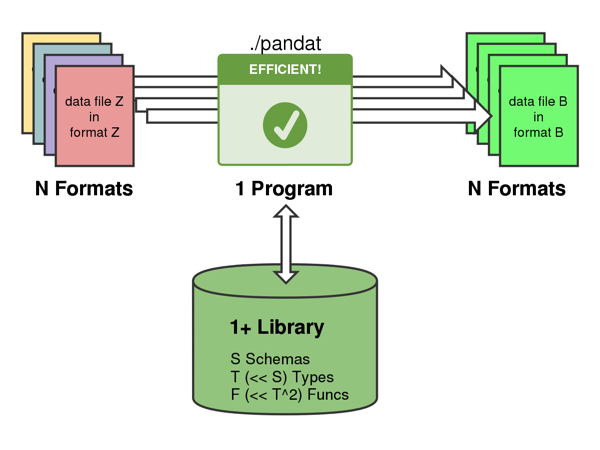 ./pandat
EFFICIENT!
data file Z
in
format Z
data file B
in
format B
N Formats
1 Program
N Formats
1+ Library
S Schemas
T (<< S) Types
F (<< T^2) Funcs